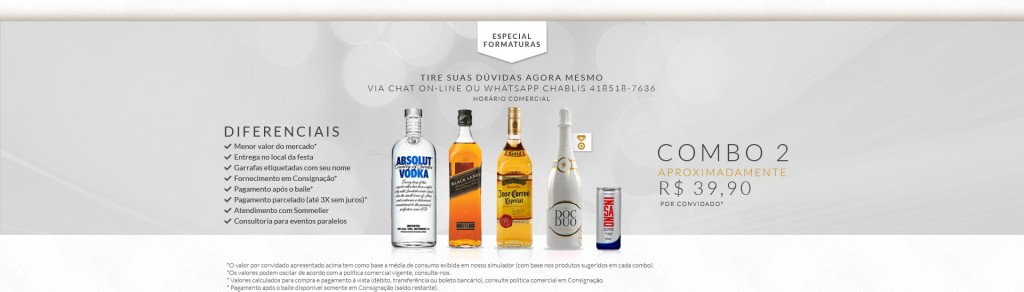 ESPECIAL
FORMATURAS
TIRE SUAS DÚVIDAS AGORA MESMO
VIA CHAT ON-LINE OU WHATSAPP CHABLIS 418518-7636
HORÁRIO COMERCIAL
DIFERENCIAIS
Menor valor do mercado*
Entrega no local da festa
Garrafas etiquetadas com seu nome
Fornecimento em Consignação*
Pagamento após o baile*
Pagamento parcelado (até 3X sem juros)*
Atendimento com Sommelier
Consultoria para eventos paralelos
ABSOLUT
VODKA
BLACK LABEL
Gold
Jose Cuervo
Especial
DOC
DUO
COMBO 2
APROXIMADAMENTE
R$ 39,90
POR CONVIDADO*
*O valor por convidado apresentado acima tem como base a média de consumo exibida em nosso simulador (com base nos produtos sugeridos em cada combo).
*Os valores podem oscilar de acordo com a política comercial vigente, consulte-nos.
* Valores calculados para compra e pagamento à vista (débito, transferência ou boleto bancário), consulte política comercial em Consignação.
* Pagamento após o baile disponível somente em Consignação (saldo restante).